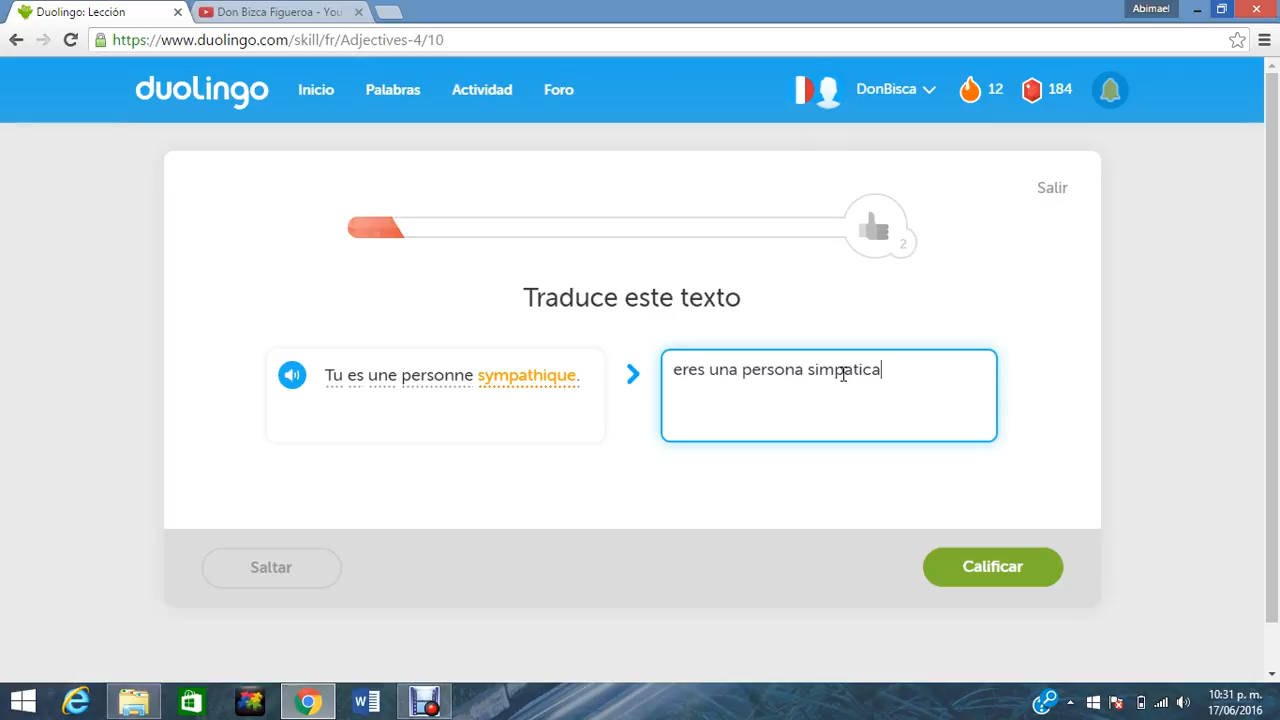 Duolingo: Lección
Don Bizca Figueroa - You
Abimael
https://www.duolingo.com/skill/fr/Adjectives-4/10
duolingo Inicio Palabras Actividad Foro DonBisca 12 184
Salir
2
Traduce este texto
Tu es une personne sympathique.
eres una persona simpatica
Saltar Calificar
10:31 p. m.
17/06/2016